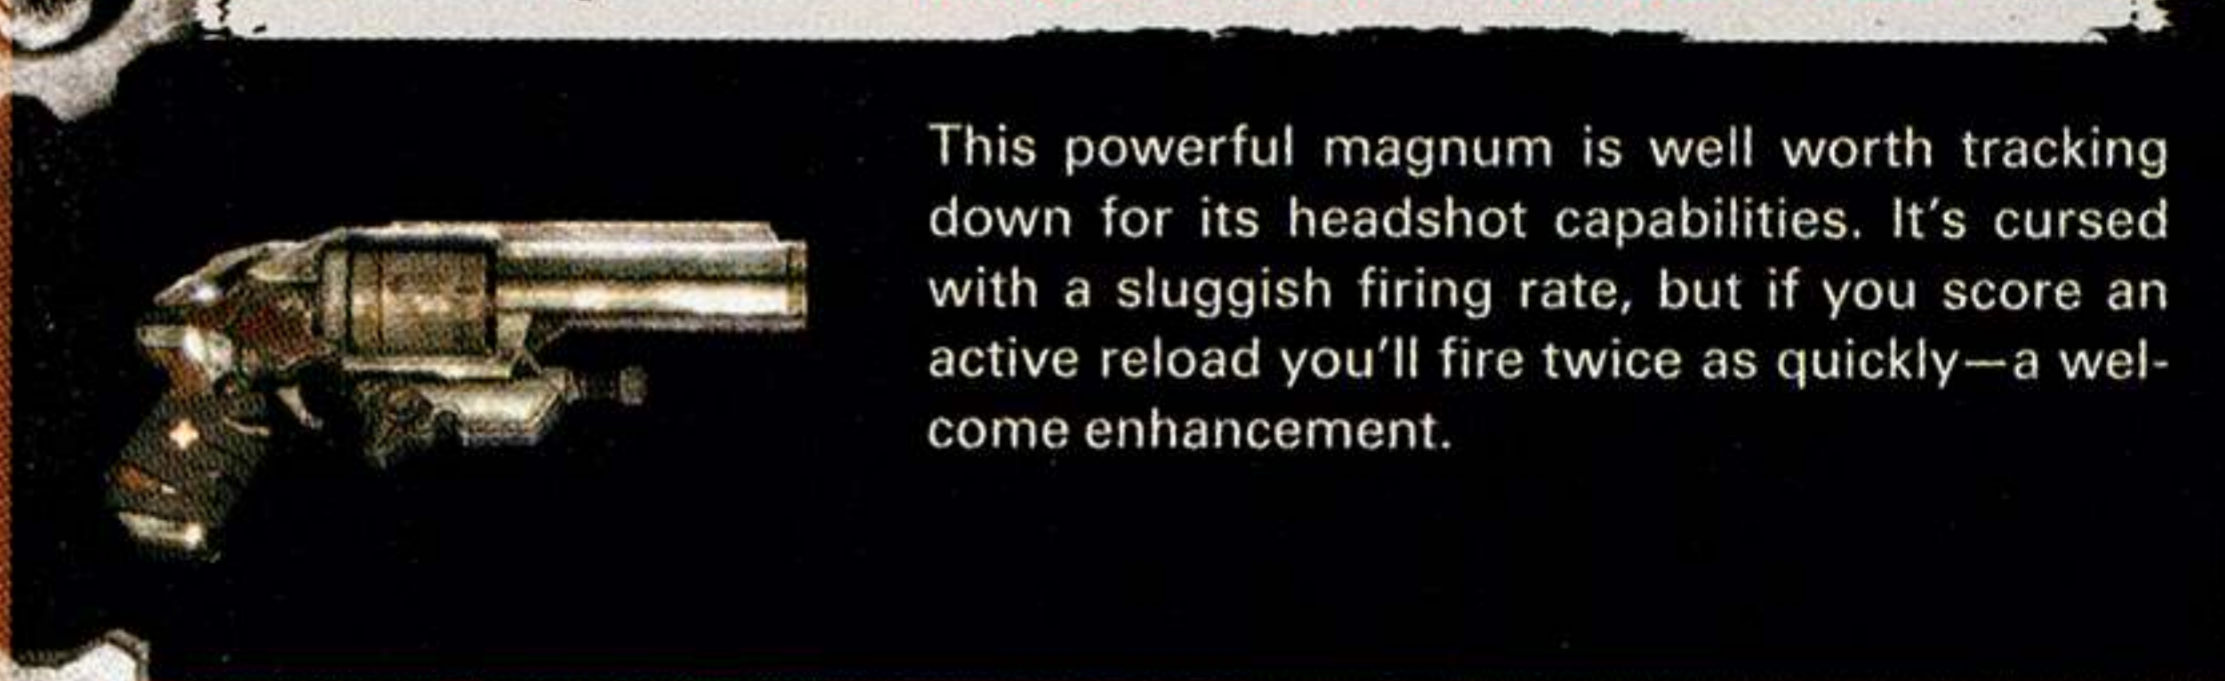 This powerful magnum is well worth tracking
down for its headshot capabilities. It's cursed
with a sluggish firing rate, but if you score an
active reload you'll fire twice as quickly—a wel-
come enhancement.